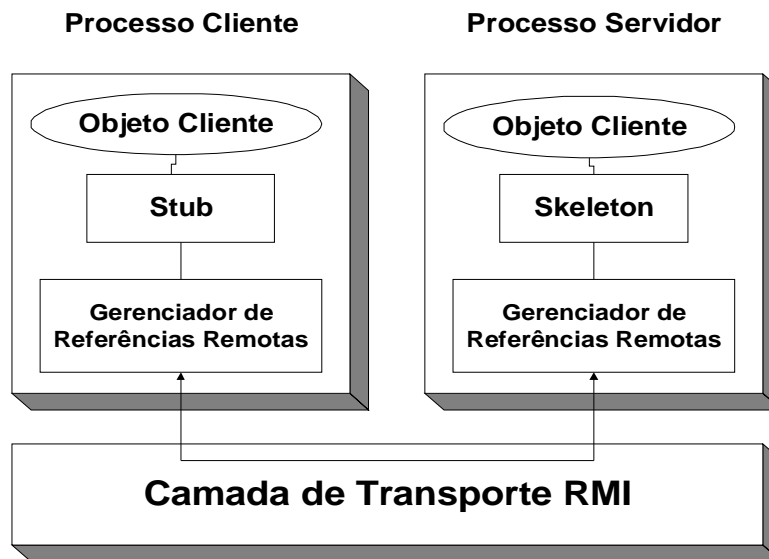 Processo Cliente
Processo Servidor
Objeto Cliente
Objeto Cliente
Stub
Skeleton
Gerenciador de
Referências Remotas
Gerenciador de
Referências Remotas
Camada de Transporte RMI